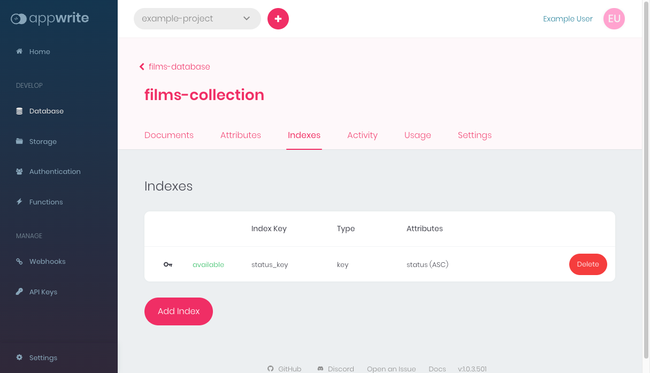 appwrite
example-project
Example User
EU
Home
DEVELOP
Database
Storage
Authentication
Functions
MANAGE
Webhooks
API Keys
Settings
films-database
films-collection
Documents Attributes Indexes Activity Usage Settings
Indexes
Index Key Type Attributes
available status_key key status (ASC) Delete
Add Index
GitHub Discord Open an Issue Docs v1.0.3.501